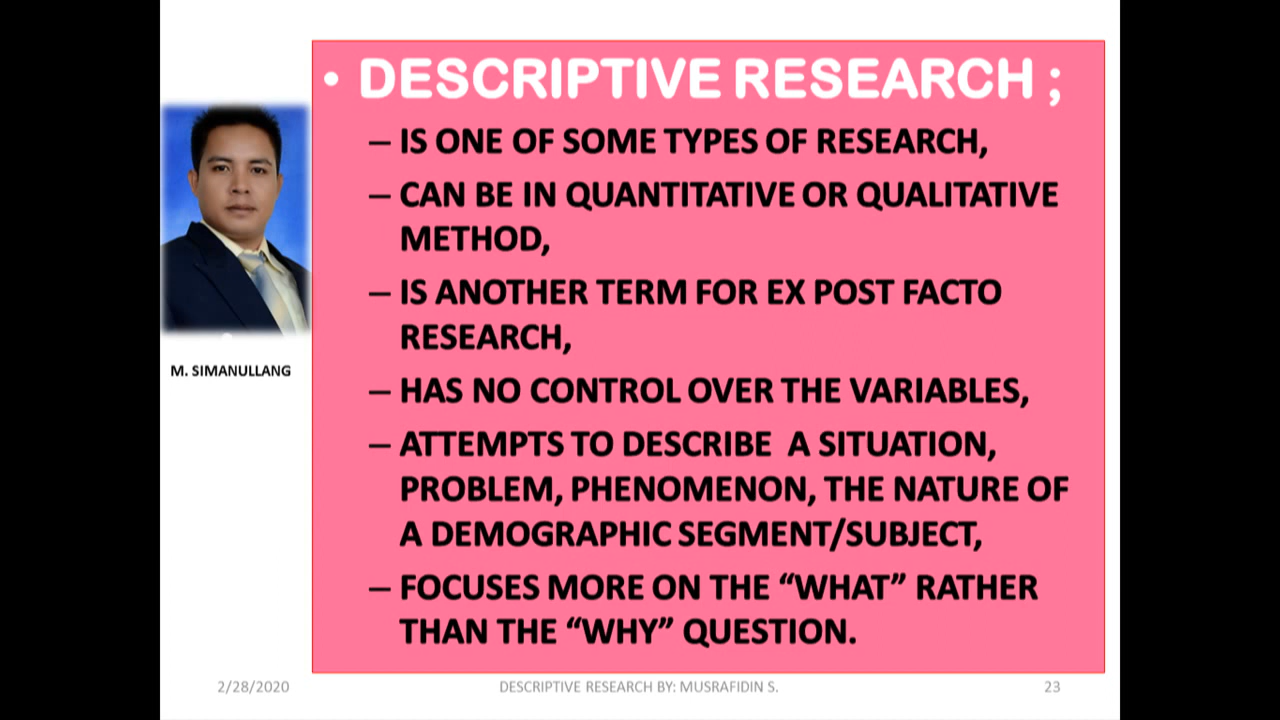 • DESCRIPTIVE RESEARCH ;
– IS ONE OF SOME TYPES OF RESEARCH,
– CAN BE IN QUANTITATIVE OR QUALITATIVE
METHOD,
– IS ANOTHER TERM FOR EX POST FACTO
RESEARCH,
– HAS NO CONTROL OVER THE VARIABLES,
– ATTEMPTS TO DESCRIBE A SITUATION,
PROBLEM, PHENOMENON, THE NATURE OF
A DEMOGRAPHIC SEGMENT/SUBJECT,
– FOCUSES MORE ON THE “WHAT” RATHER
THAN THE “WHY” QUESTION.
M. SIMANULLANG
2/28/2020 DESCRIPTIVE RESEARCH BY: MUSRAFIDIN S. 23